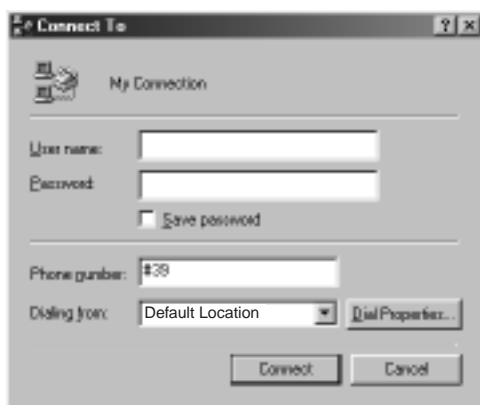 Connect To
My Connection
User name:
Password:
Save password
Phone number: #39
Dialing from: Default Location Dial Properties...
Connect Cancel